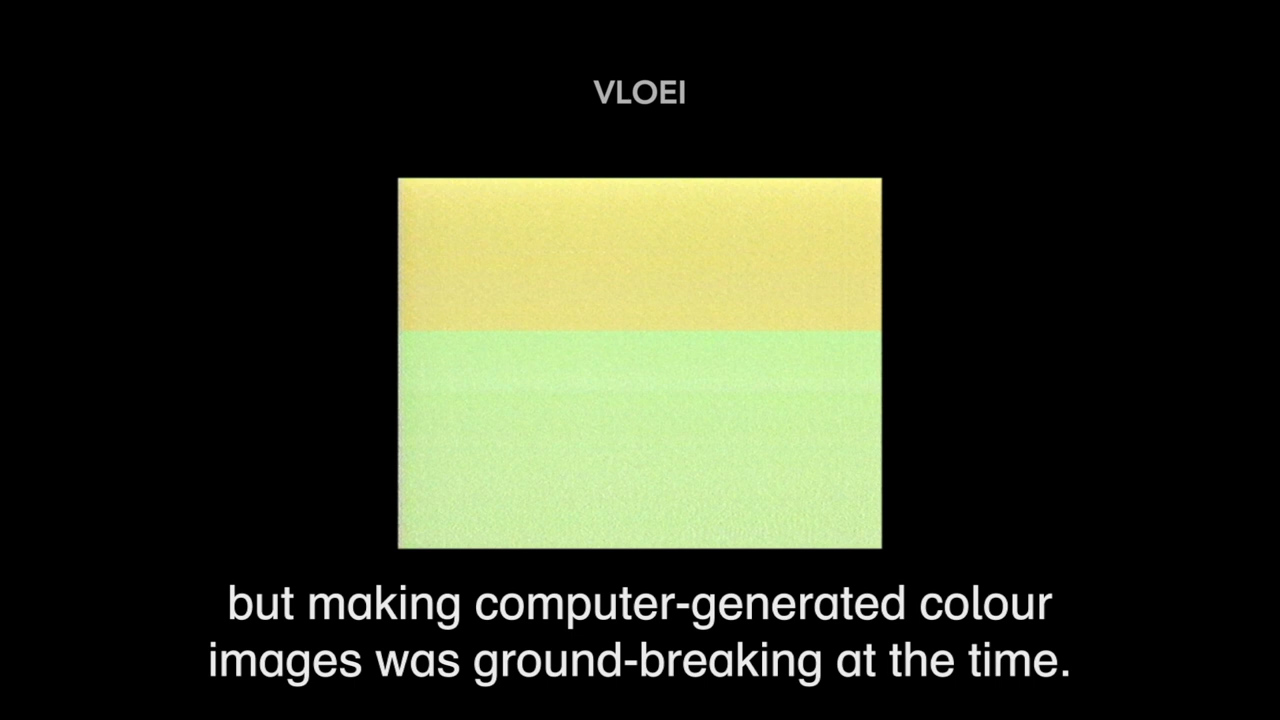 VLOEI
but making computer-generated colour
images was ground-breaking at the time.